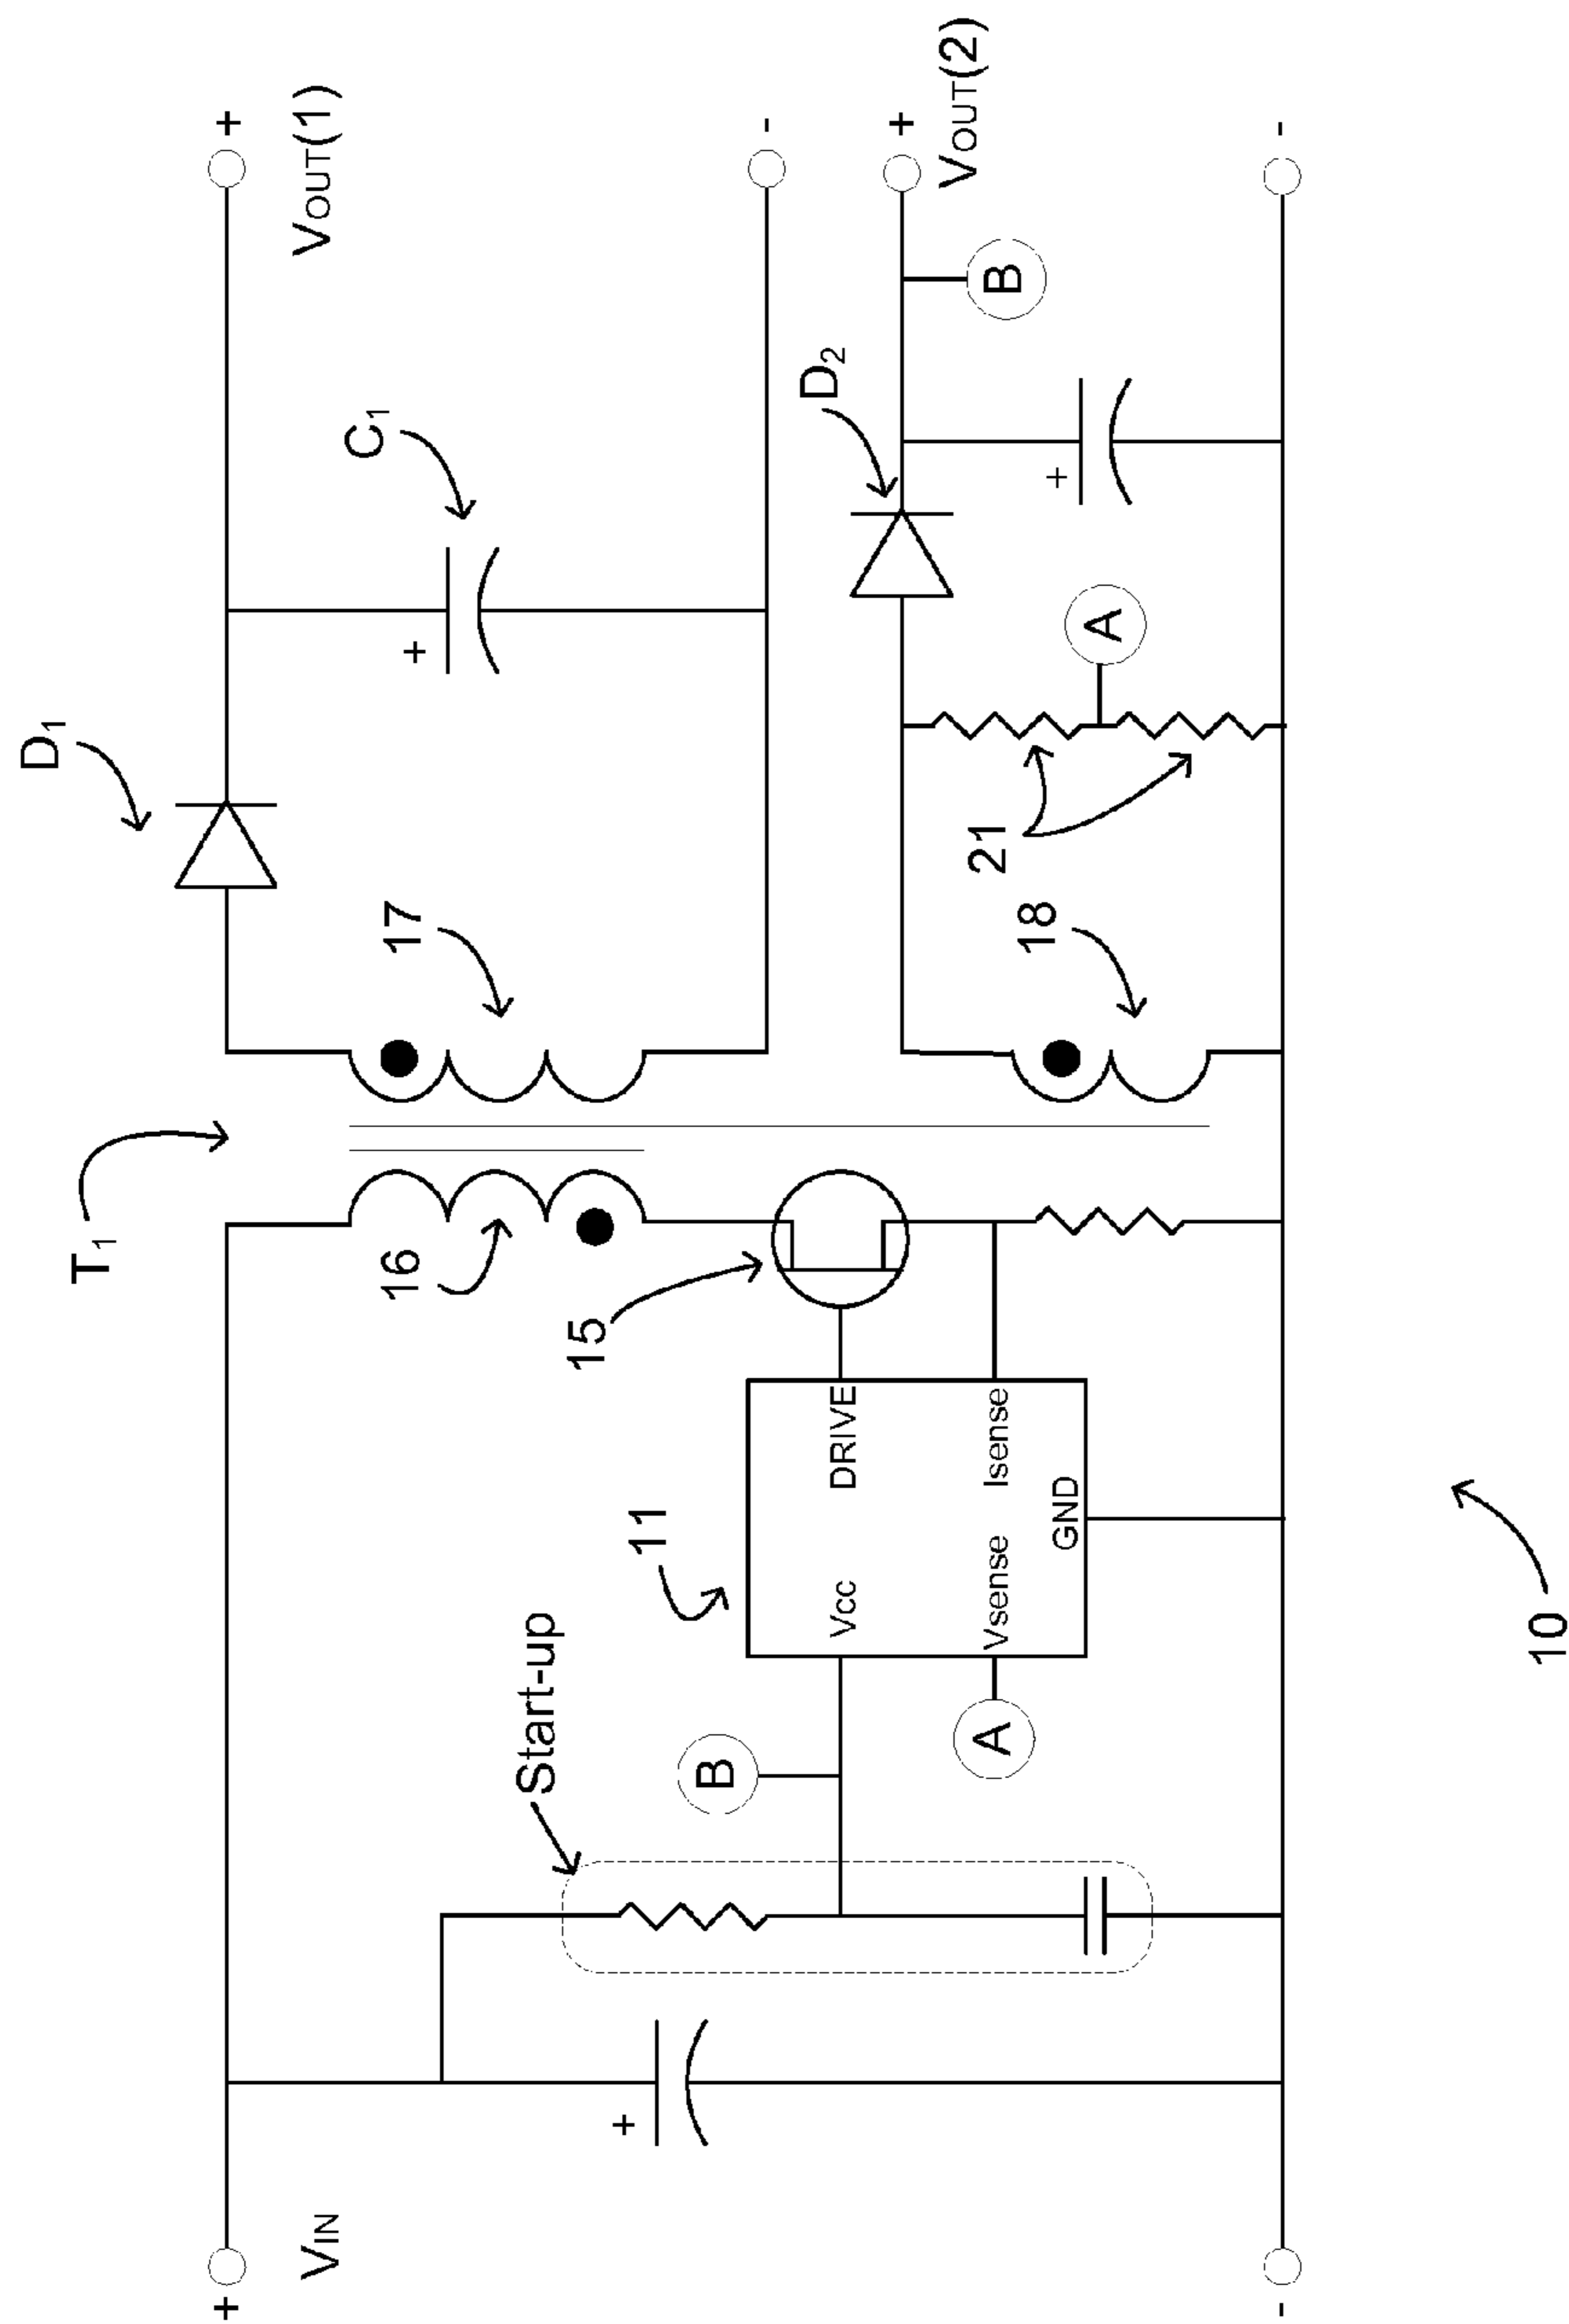 +
VIN
-
Start-up
B
A
11
Vcc
Vsense
DRIVE
Isense
GND
10
+
T1
16
15
17
18
D1
C1
+
21
A
D2
+
B
+
VOUT(1)
-
+
VOUT(2)
-